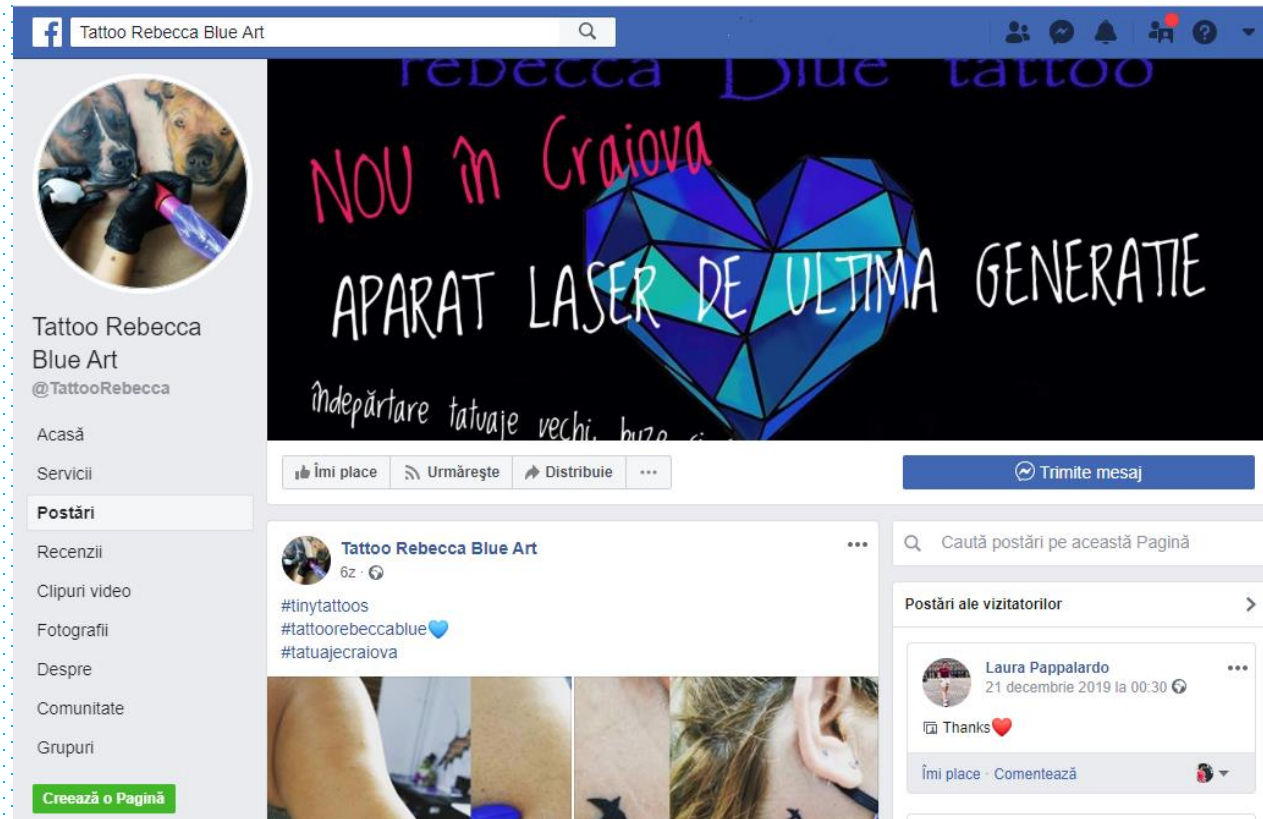 Tattoo Rebecca Blue Art
rebecca Blue tattoo
NOU în Craiova
APARAT LASER DE ULTIMA GENERATIE
îndepărtare tatuaje vechi, buze
Tattoo Rebecca
Blue Art
@TattooRebecca
Acasă
Servicii
Postări
Recenzii
Clipuri video
Fotografii
Despre
Comunitate
Grupuri
Creează o Pagină
Îmi place
Urmărește
Distribuie
Trimite mesaj
Tattoo Rebecca Blue Art
6z
#tinytattoos
#tattoorebeccablue💙
#tatuajecraiova
Caută postări pe această Pagină
Postări ale vizitatorilor
Laura Pappalardo
21 decembrie 2019 la 00:30
Thanks❤️
Îmi place · Comentează